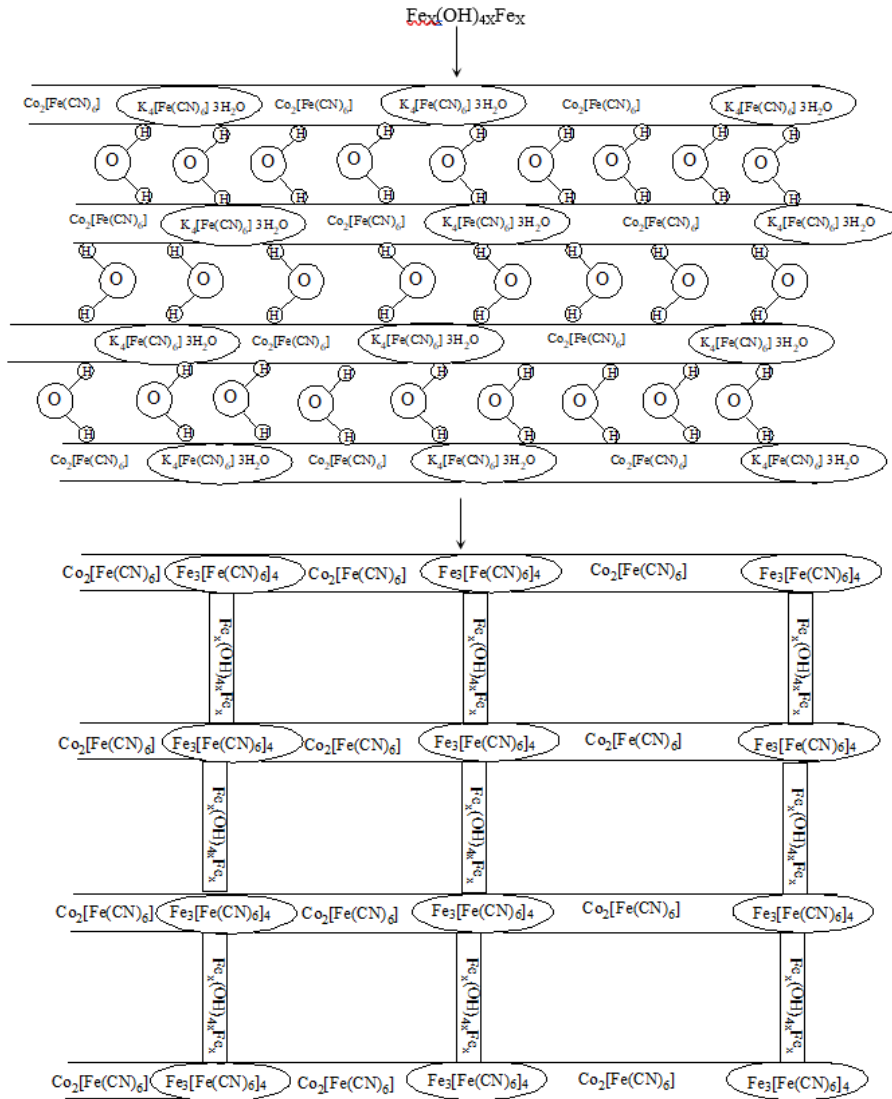 Feₓ(OH)₄ₓFeₓ
Co₂[Fe(CN)₆] K₄[Fe(CN)₆] 3H₂O Co₂[Fe(CN)₆] K₄[Fe(CN)₆] 3H₂O Co₂[Fe(CN)₆] K₄[Fe(CN)₆] 3H₂O
H H H H H H H H H
O O O O O O O O O
H H H H H H H H H
Co₂[Fe(CN)₆] K₄[Fe(CN)₆] 3H₂O Co₂[Fe(CN)₆] K₄[Fe(CN)₆] 3H₂O Co₂[Fe(CN)₆] K₄[Fe(CN)₆] 3H₂O
H H H H H H H H
O O O O O O O O
H H H H H H H H
K₄[Fe(CN)₆] 3H₂O Co₂[Fe(CN)₆] K₄[Fe(CN)₆] 3H₂O Co₂[Fe(CN)₆] K₄[Fe(CN)₆] 3H₂O
H H H H H H H H H
O O O O O O O O O
H H H H H H H H H
Co₂[Fe(CN)₆] K₄[Fe(CN)₆] 3H₂O Co₂[Fe(CN)₆] K₄[Fe(CN)₆] 3H₂O Co₂[Fe(CN)₆] K₄[Fe(CN)₆] 3H₂O
Co₂[Fe(CN)₆] Fe₃[Fe(CN)₆]₄ Co₂[Fe(CN)₆] Fe₃[Fe(CN)₆]₄ Co₂[Fe(CN)₆] Fe₃[Fe(CN)₆]₄
Feₓ(OH)₄ₓFeₓ Feₓ(OH)₄ₓFeₓ Feₓ(OH)₄ₓFeₓ
Co₂[Fe(CN)₆] Fe₃[Fe(CN)₆]₄ Co₂[Fe(CN)₆] Fe₃[Fe(CN)₆]₄ Co₂[Fe(CN)₆] Fe₃[Fe(CN)₆]₄
Feₓ(OH)₄ₓFeₓ Feₓ(OH)₄ₓFeₓ Feₓ(OH)₄ₓFeₓ
Co₂[Fe(CN)₆] Fe₃[Fe(CN)₆]₄ Co₂[Fe(CN)₆] Fe₃[Fe(CN)₆]₄ Co₂[Fe(CN)₆] Fe₃[Fe(CN)₆]₄
Feₓ(OH)₄ₓFeₓ Feₓ(OH)₄ₓFeₓ Feₓ(OH)₄ₓFeₓ
Co₂[Fe(CN)₆] Fe₃[Fe(CN)₆]₄ Co₂[Fe(CN)₆] Fe₃[Fe(CN)₆]₄ Co₂[Fe(CN)₆] Fe₃[Fe(CN)₆]₄